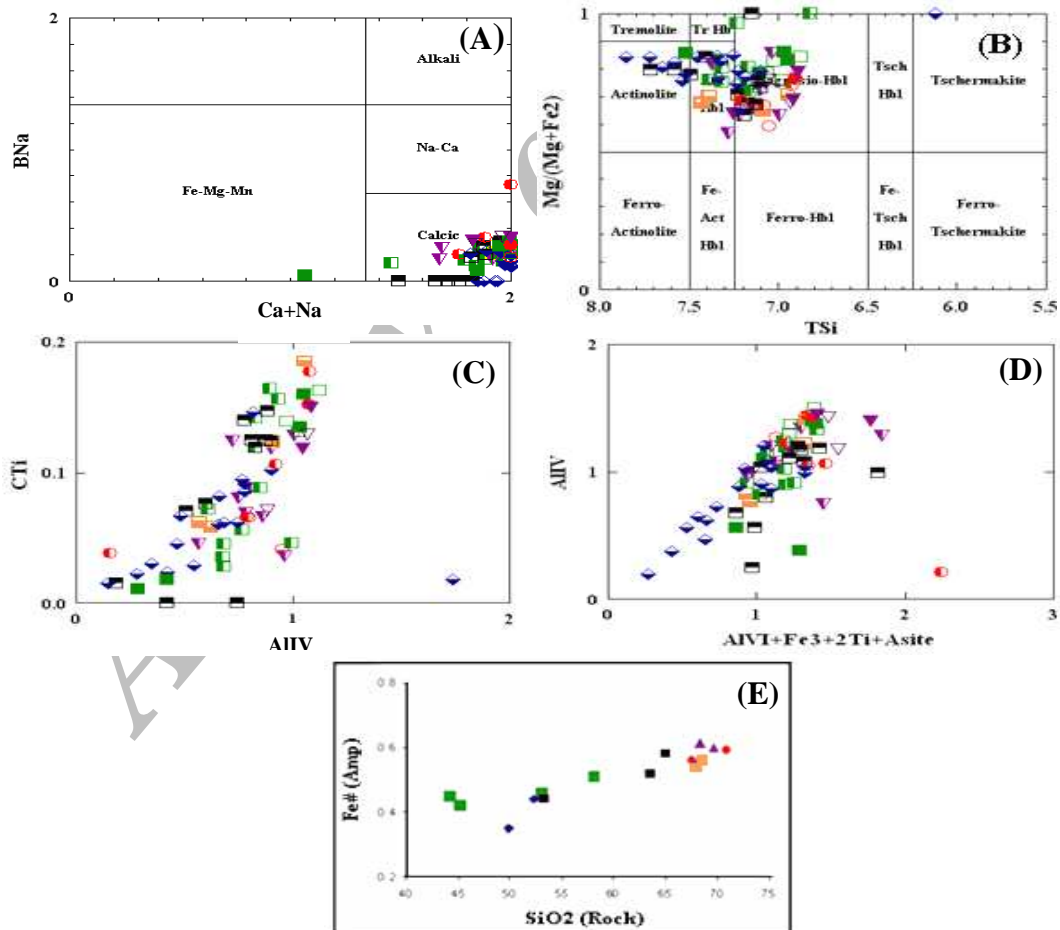 (A)
Alkali
Na-Ca
Fe-Mg-Mn
Calcic
BNa
2
1
0
0
Ca+Na
2
(B)
Tremolite
Tr Hb
Actinolite
Hbl
Tsch
Hbl
Tschermakite
Ferro-
Actinolite
Fe-
Act
Hbl
Ferro-Hbl
Fe-
Tsch
Hbl
Ferro-
Tschermakite
Mg/(Mg+Fe2)
1
0
8.0 7.5 7.0 6.5 6.0 5.5
TSi
(C)
CTi
0.2
0.1
0.0
1
2
AlIV
(D)
AlIV
2
1
0
0 1 2 3
AlVI+Fe3+2Ti+Asite
(E)
Fe# (Amp)
0.8
0.6
0.4
0.2
40 45 50 55 60 65 70 75
SiO2 (Rock)